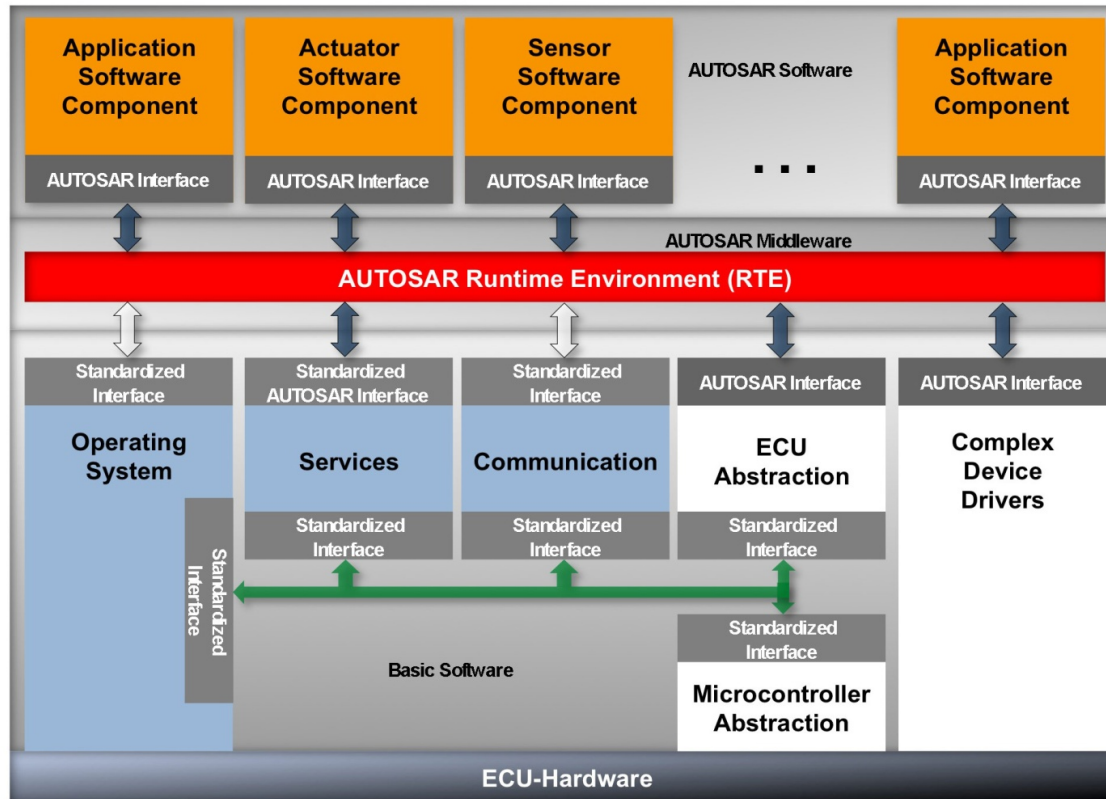 Application
Software
Component
AUTOSAR Interface
Actuator
Software
Component
AUTOSAR Interface
Sensor
Software
Component
AUTOSAR Interface
AUTOSAR Software
...
Application
Software
Component
AUTOSAR Interface
AUTOSAR Middleware
AUTOSAR Runtime Environment (RTE)
Standardized
Interface
Operating
System
Standardized
Interface
Standardized
AUTOSAR Interface
Services
Standardized
Interface
Standardized
Interface
Communication
Standardized
Interface
AUTOSAR Interface
ECU
Abstraction
Standardized
Interface
Standardized
Interface
Microcontroller
Abstraction
AUTOSAR Interface
Complex
Device
Drivers
Basic Software
ECU-Hardware